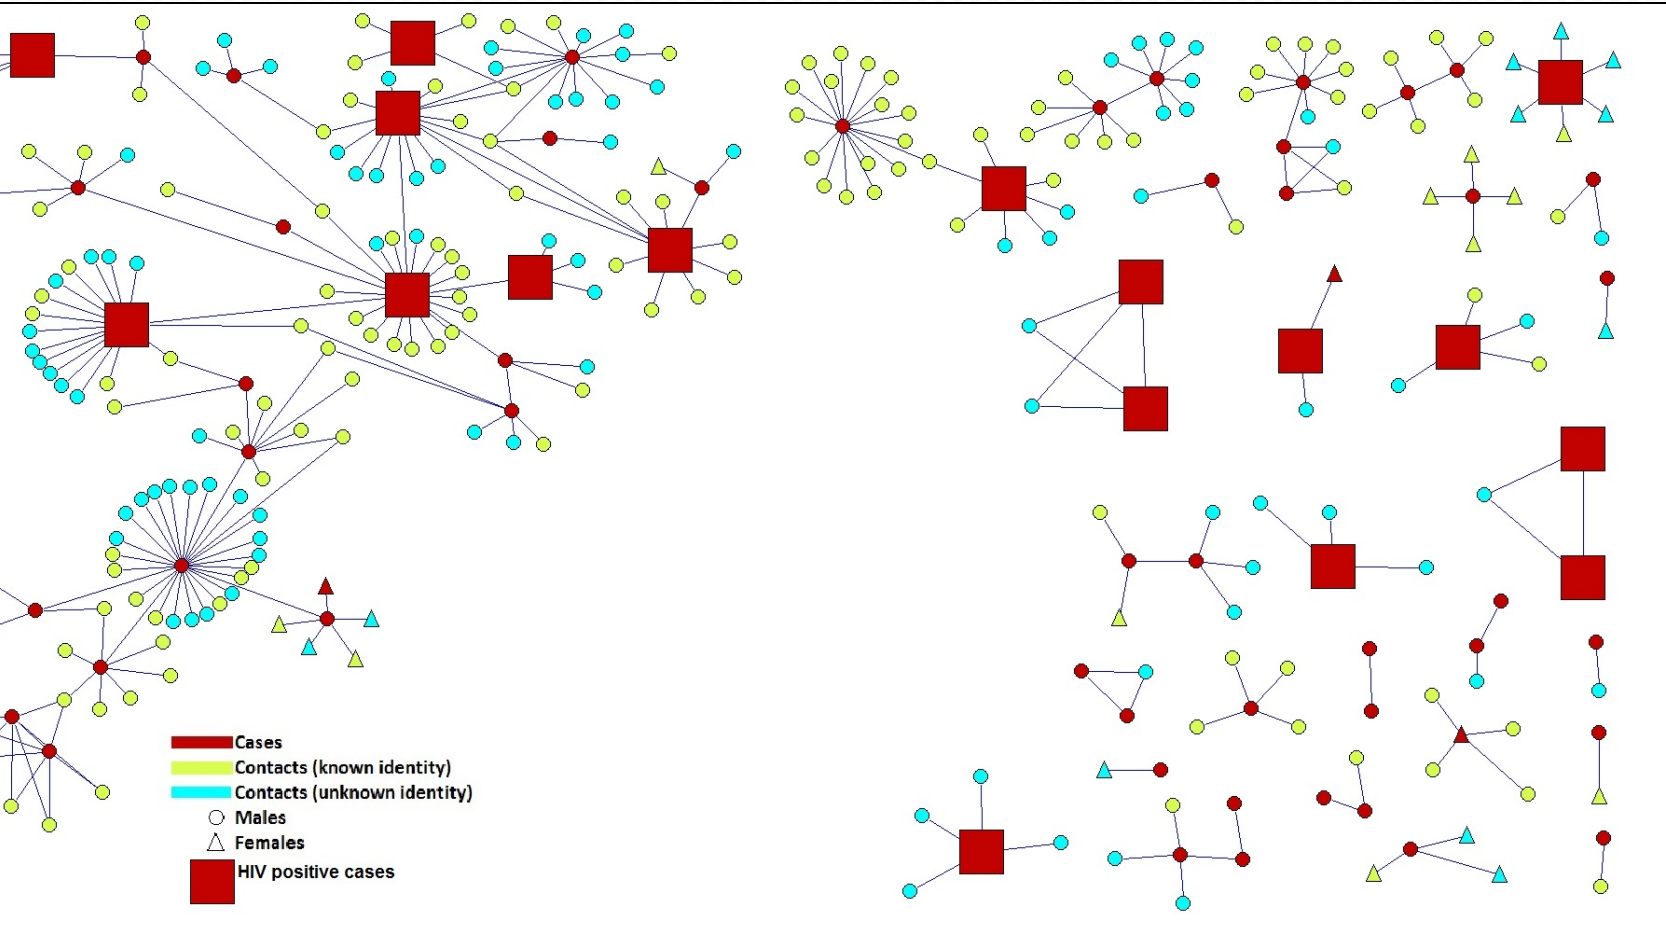 Cases
Contacts (known identity)
Contacts (unknown identity)
Males
Females
HIV positive cases